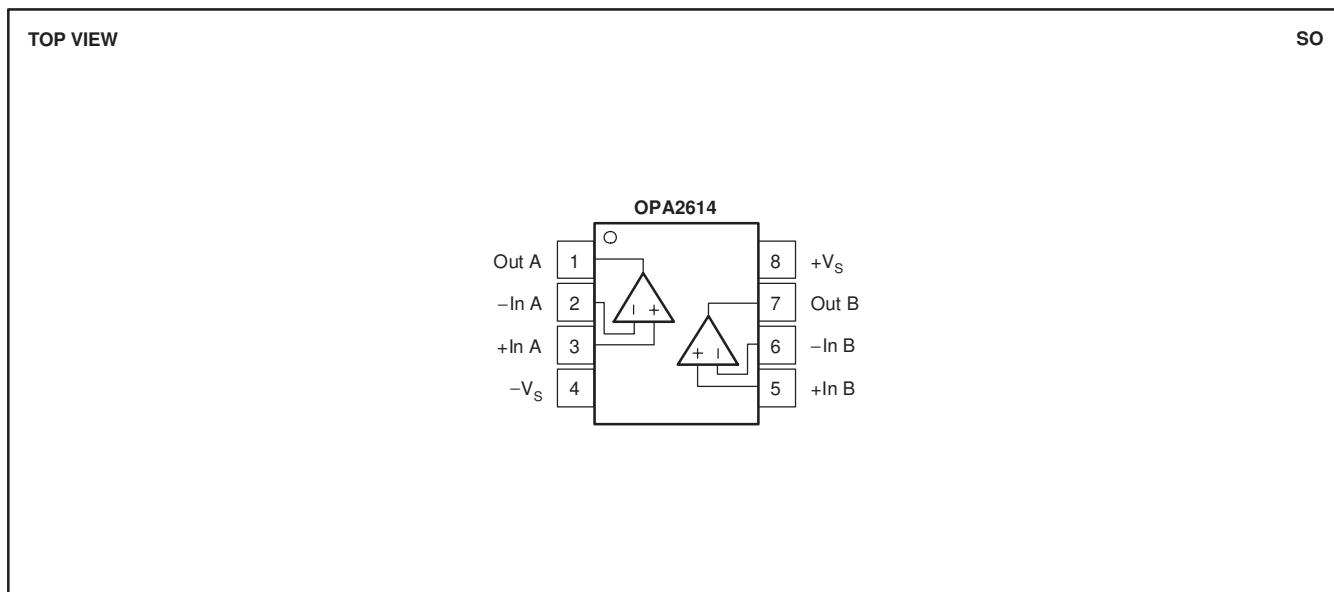 TOP VIEW SO
OPA2614
Out A 1 8 +VS
−In A 2 − + 7 Out B
+In A 3 + − 6 −In B
−VS 4 5 +In B